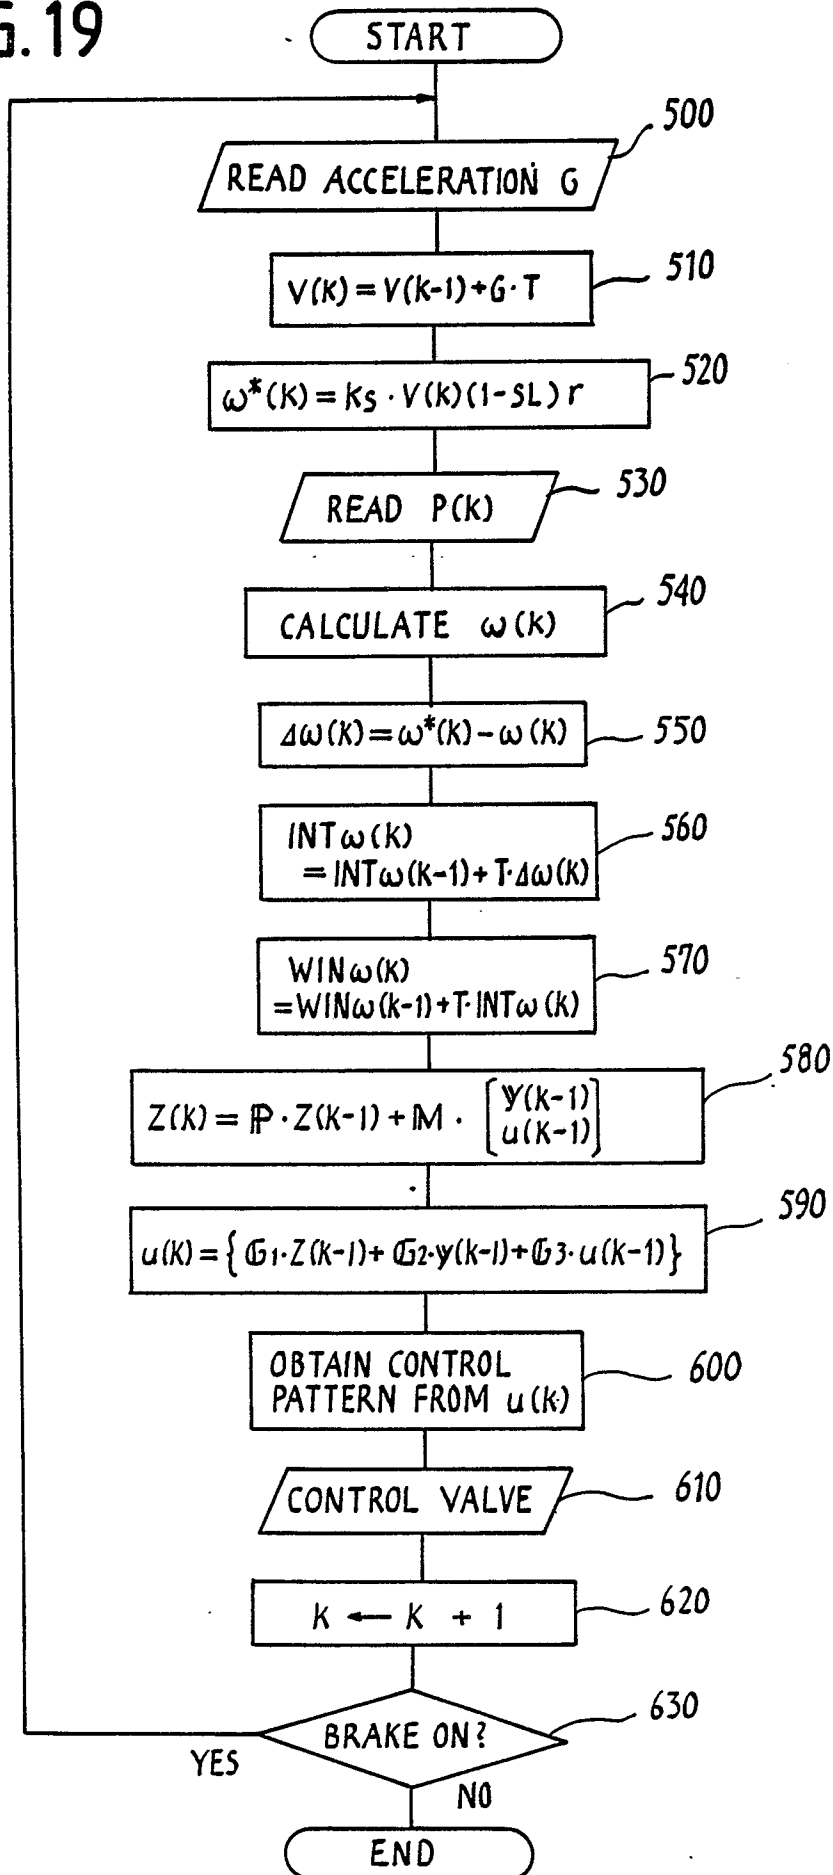 G. 19
START
500
READ ACCELERATION G
510
V(K) = V(K-1) + G·T
520
ω*(K) = KS · V(K)(1-SL) r
530
READ P(K)
540
CALCULATE ω(K)
550
Δω(K) = ω*(K) - ω(K)
560
INTω(K)
= INTω(K-1) + T·Δω(K)
570
WINω(K)
= WINω(K-1) + T·INTω(K)
580
Z(K) = ℙ · Z(K-1) + 𝕄 · [y(K-1)
u(K-1)]
590
u(K) = { 𝔾1·Z(K-1) + 𝔾2·y(K-1) + 𝔾3·u(K-1) }
OBTAIN CONTROL
600
PATTERN FROM u(K)
610
CONTROL VALVE
620
K ← K + 1
630
BRAKE ON?
YES
NO
END